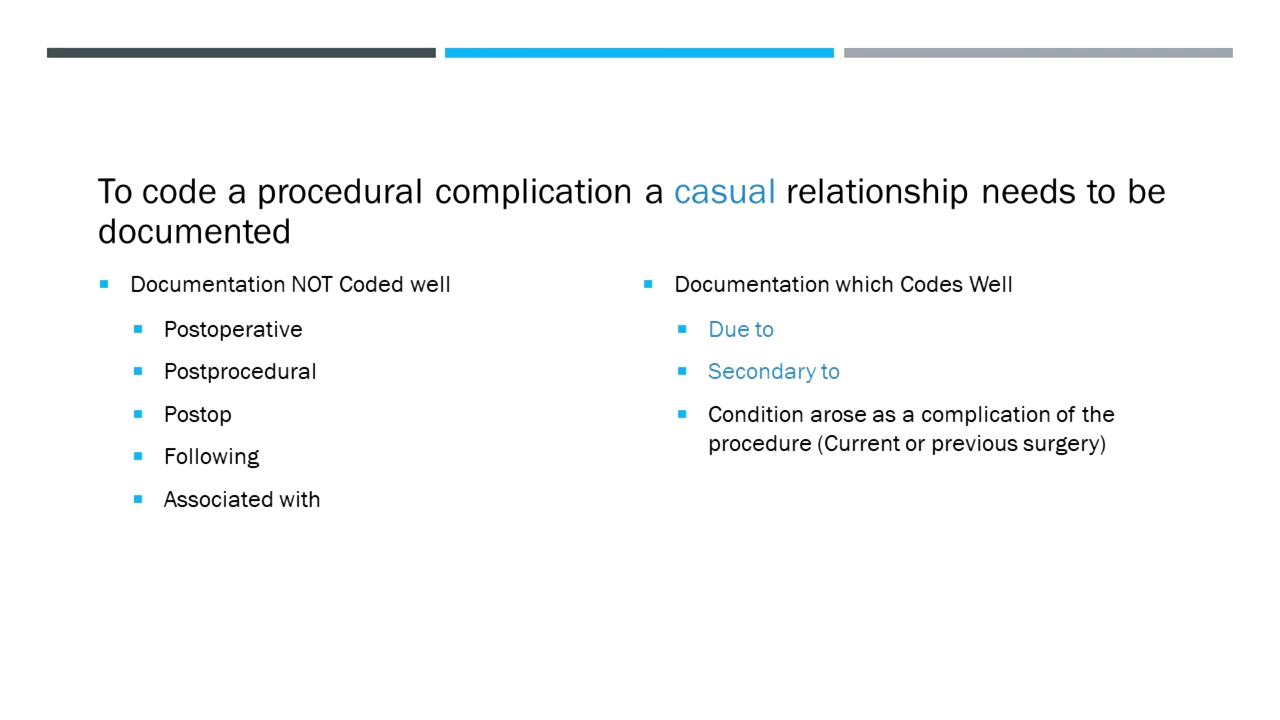 To code a procedural complication a casual relationship needs to be
documented
Documentation NOT Coded well
Postoperative
Postprocedural
Postop
Following
Associated with
Documentation which Codes Well
Due to
Secondary to
Condition arose as a complication of the
procedure (Current or previous surgery)